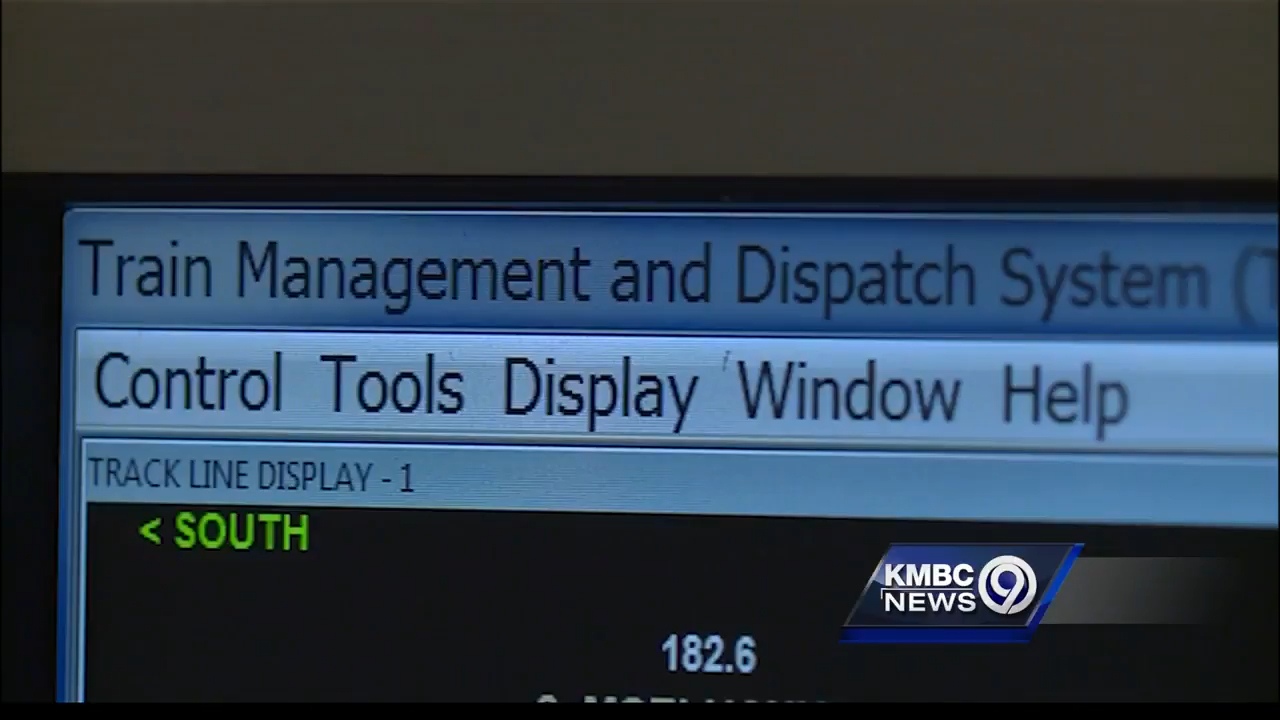 Train Management and Dispatch System (T
Control Tools Display Window Help
TRACK LINE DISPLAY - 1
< SOUTH
KMBC 9
NEWS
182.6